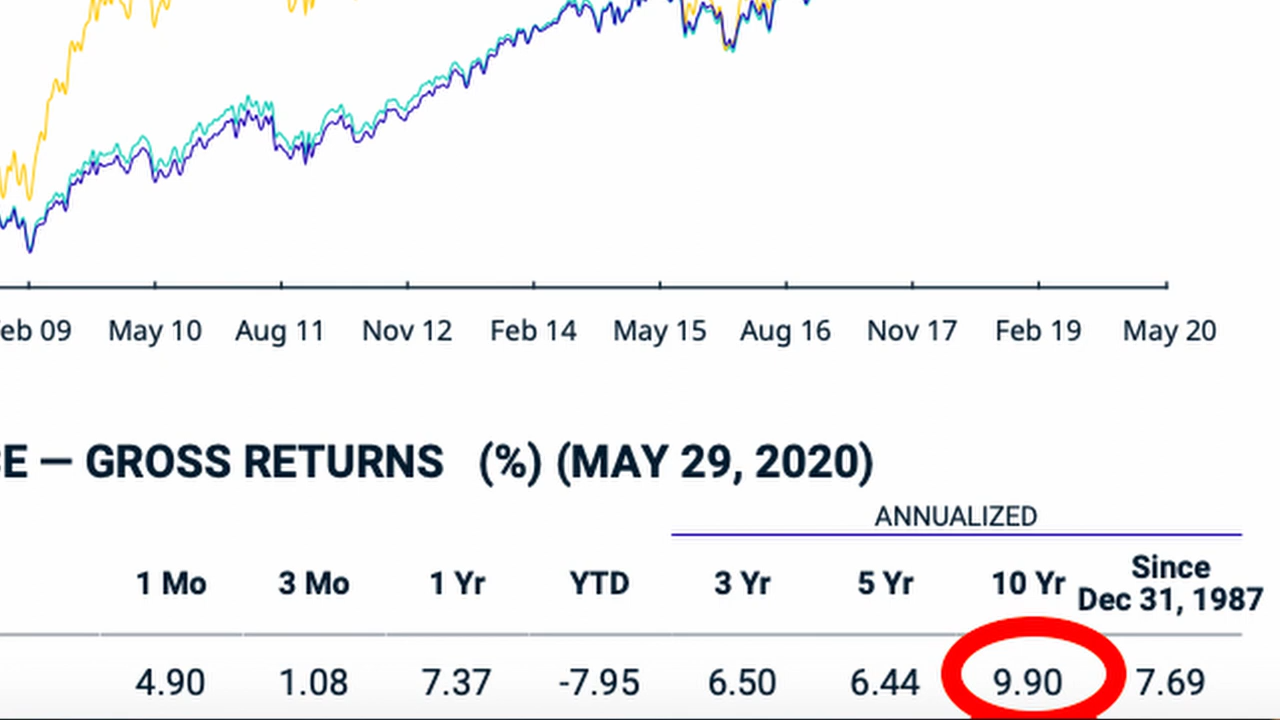 eb 09 May 10 Aug 11 Nov 12 Feb 14 May 15 Aug 16 Nov 17 Feb 19 May 20
CE — GROSS RETURNS (%) (MAY 29, 2020)
ANNUALIZED
1 Mo 3 Mo 1 Yr YTD 3 Yr 5 Yr 10 Yr Since Dec 31, 1987
4.90 1.08 7.37 -7.95 6.50 6.44 9.90 7.69